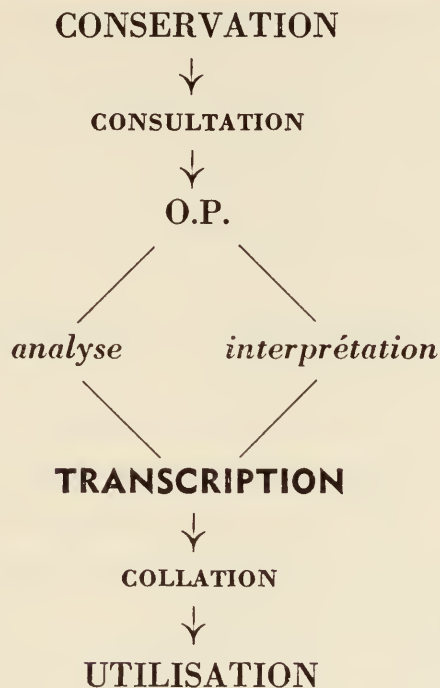 CONSERVATION
CONSULTATION
O.P.
analyse interprétation
TRANSCRIPTION
COLLATION
UTILISATION